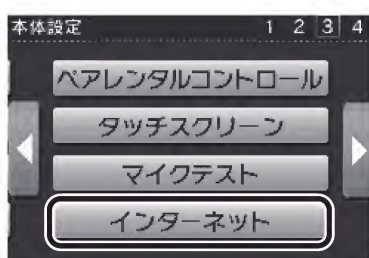 本体設定 1 2 3 4
ペアレンタルコントロール
タッチスクリーン
マイクテスト
インターネット